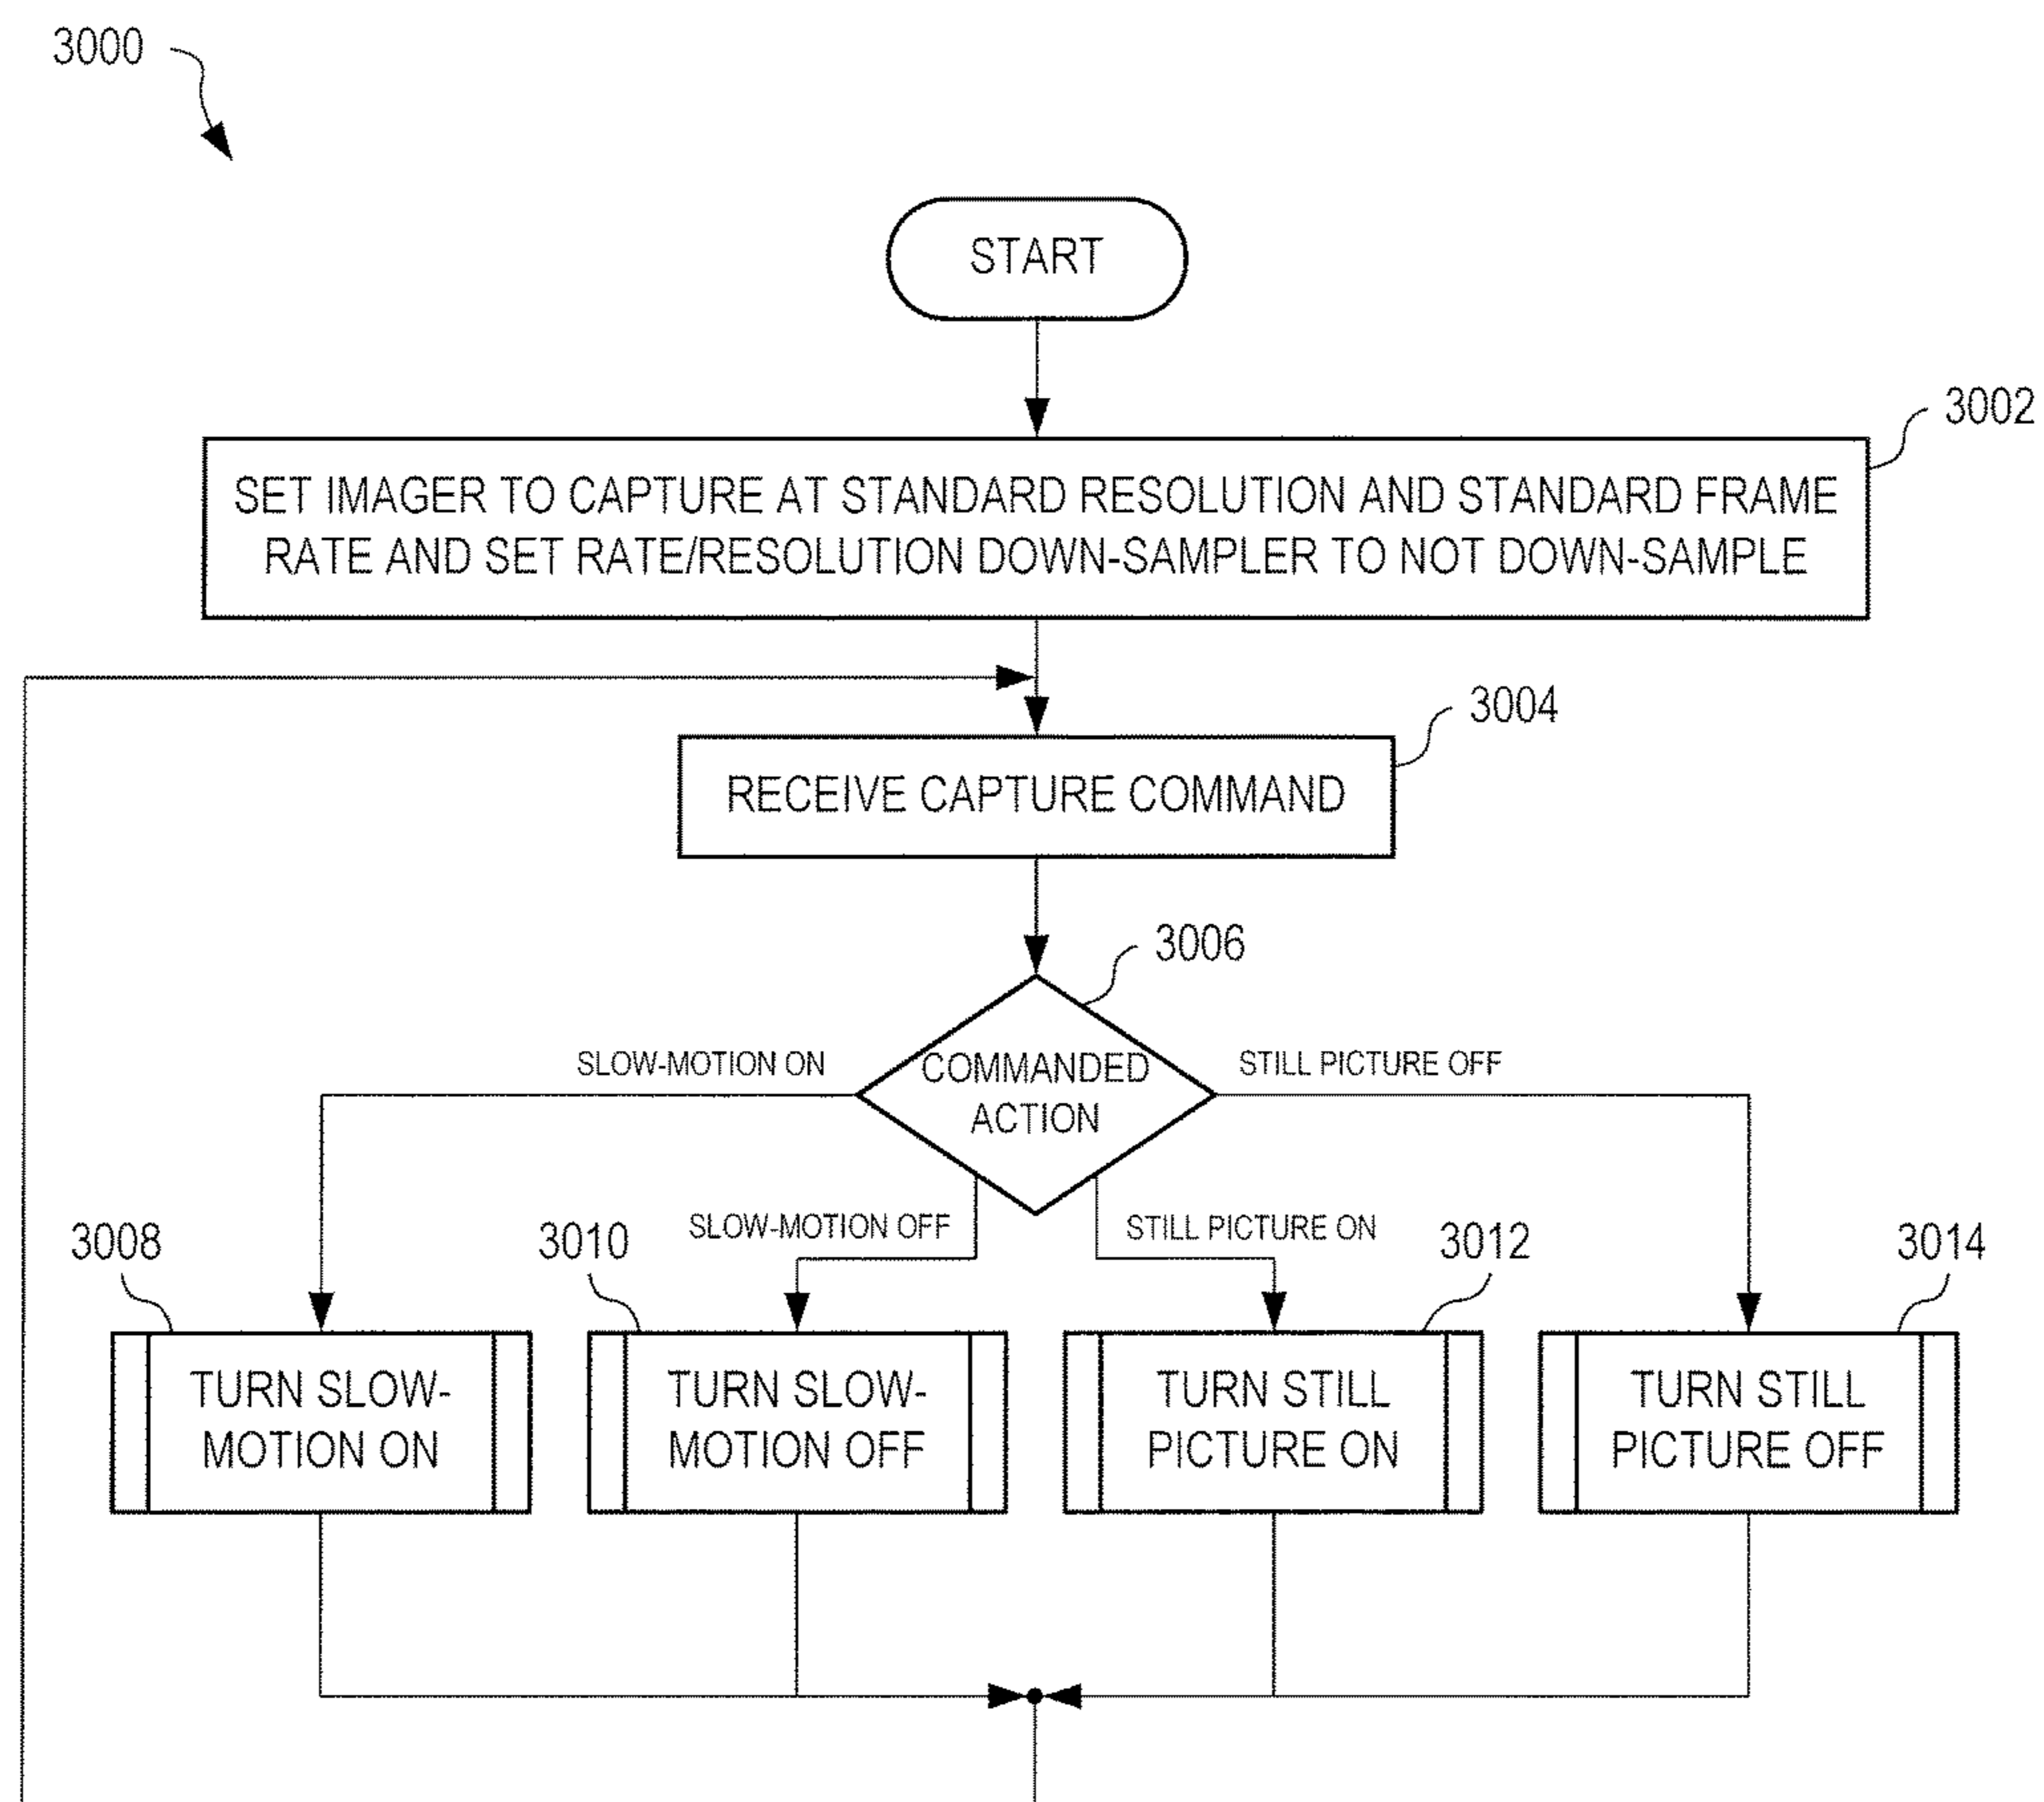 3000
START
3002
SET IMAGER TO CAPTURE AT STANDARD RESOLUTION AND STANDARD FRAME
RATE AND SET RATE/RESOLUTION DOWN-SAMPLER TO NOT DOWN-SAMPLE
3004
RECEIVE CAPTURE COMMAND
3006
COMMANDED
ACTION
SLOW-MOTION ON
STILL PICTURE OFF
SLOW-MOTION OFF
STILL PICTURE ON
3008
3010
3012
3014
TURN SLOW-
MOTION ON
TURN SLOW-
MOTION OFF
TURN STILL
PICTURE ON
TURN STILL
PICTURE OFF